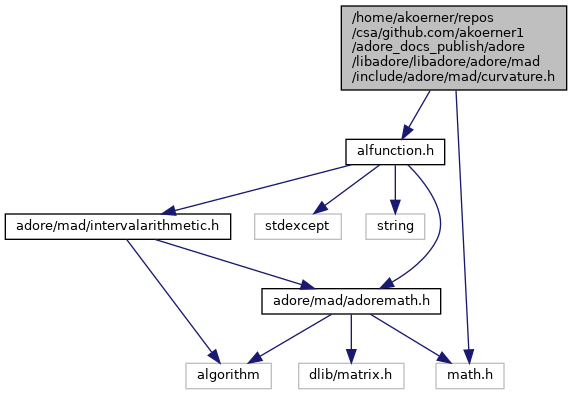 /home/akoerner/repos
/csa/github.com/akoerner1
/adore_docs_publish/adore
/libadore/libadore/adore/mad
/include/adore/mad/curvature.h
alfunction.h
adore/mad/intervalarithmetic.h
stdexcept
string
adore/mad/adoremath.h
algorithm
dlib/matrix.h
math.h